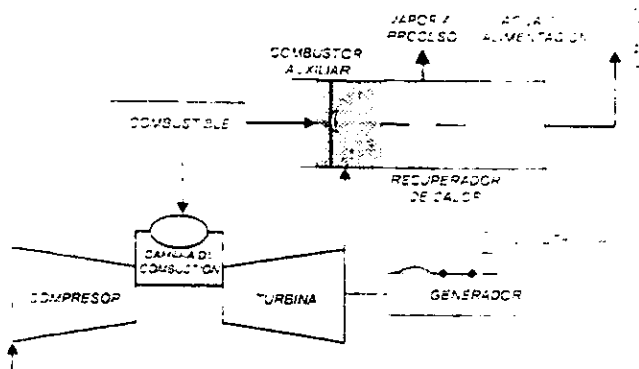 VAPOR A
PROCESO
AGUA
ALIMENTACION
COMBUSTOR
AUXILIAR
COMBUSTIBLE
RECUPERADOR
DE CALOR
CAMARA DE
COMBUSTION
COMPRESOR
TURBINA
GENERADOR